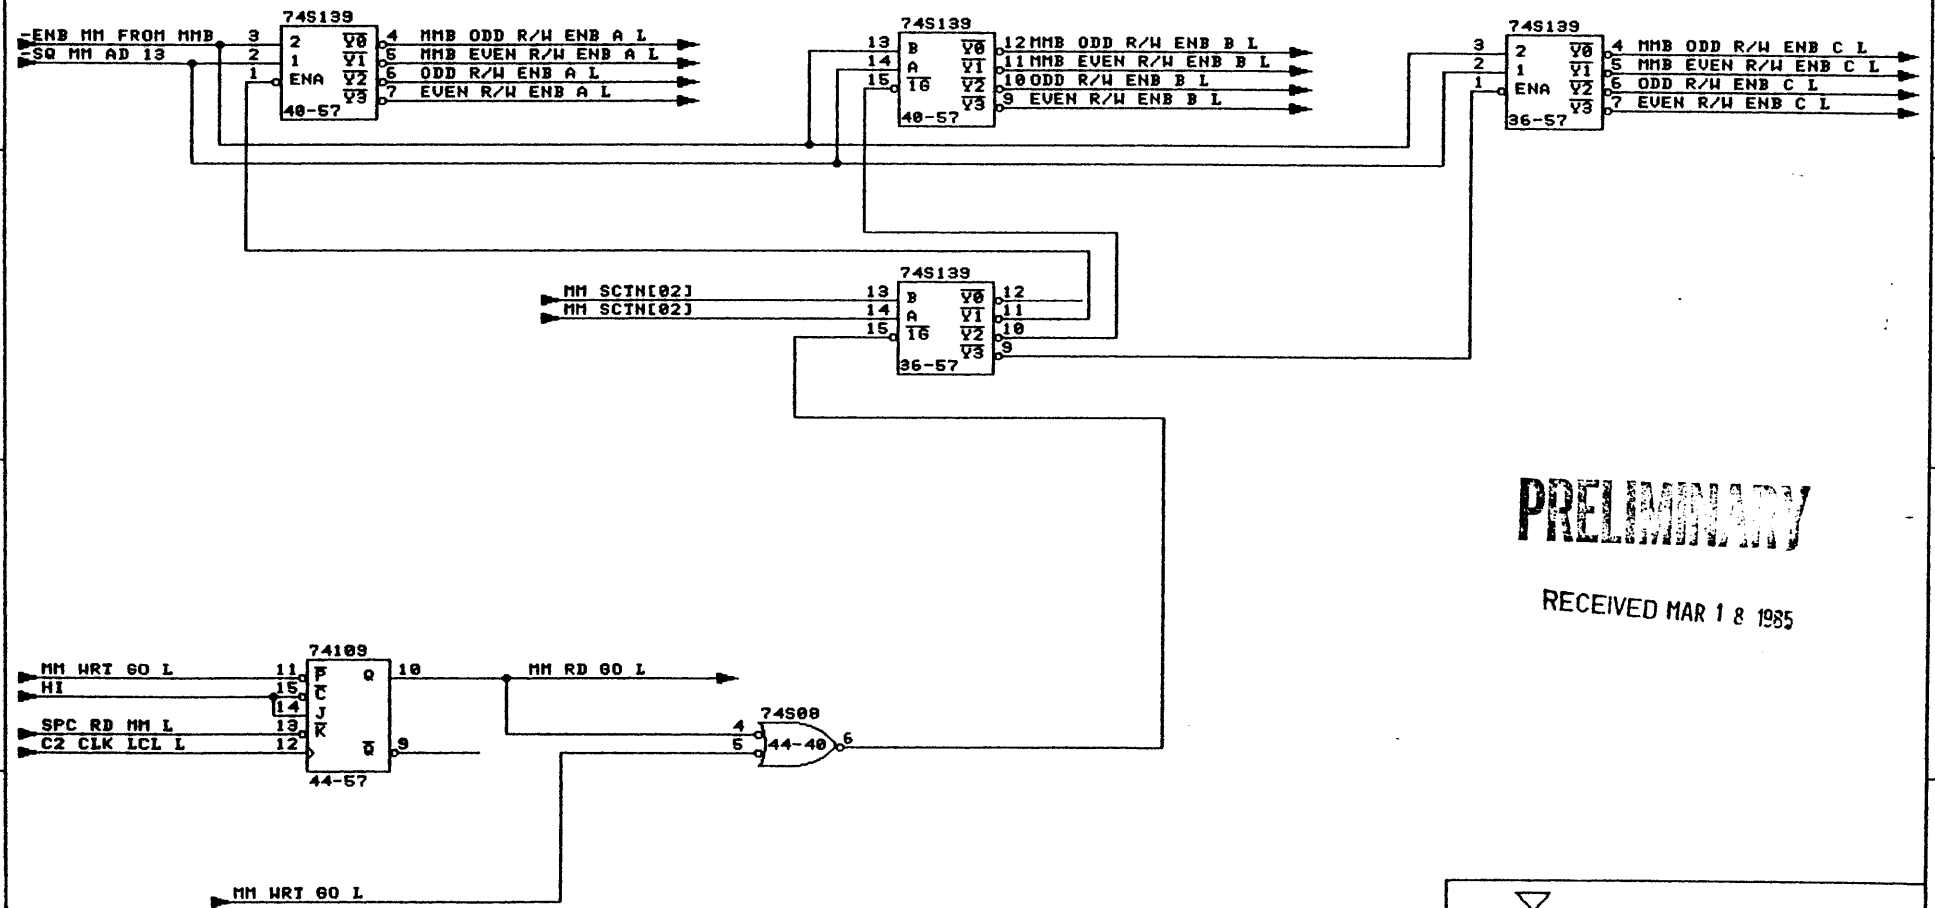 74S139
-ENB MM FROM MMB 3 2 Y0 4 MMB ODD R/W ENB A L
-SQ MM AD 13 2 1 Y1 5 MMB EVEN R/W ENB A L
1 ENA Y2 6 ODD R/W ENB A L
Y3 7 EVEN R/W ENB A L
40-57
74S139
13 B Y0 12 MMB ODD R/W ENB B L
14 A Y1 11 MMB EVEN R/W ENB B L
15 1G Y2 10 ODD R/W ENB B L
Y3 9 EVEN R/W ENB B L
40-57
74S139
3 2 Y0 4 MMB ODD R/W ENB C L
2 1 Y1 5 MMB EVEN R/W ENB C L
1 ENA Y2 6 ODD R/W ENB C L
Y3 7 EVEN R/W ENB C L
36-57
74S139
MM SCTN[02] 13 B Y0 12
MM SCTN[02] 14 A Y1 11
15 1G Y2 10
Y3 9
36-57
PRELIMINARY
RECEIVED MAR 18 1985
74109
MM WRT GO L 11 P Q 10 MM RD GO L
HI 15 C
14 J
SPC RD MM L 13 K
C2 CLK LCL L 12 Q 9
44-57
74S08
4
5 44-40 6
MM WRT GO L